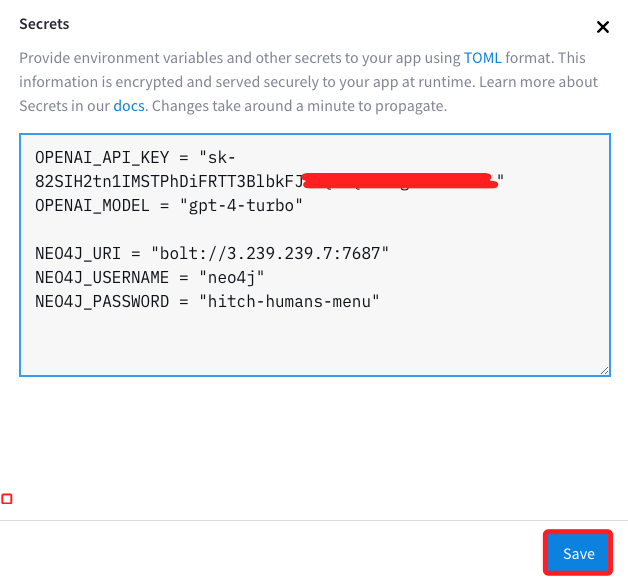 Secrets
Provide environment variables and other secrets to your app using TOML format. This
information is encrypted and served securely to your app at runtime. Learn more about
Secrets in our docs. Changes take around a minute to propagate.
OPENAI_API_KEY = "sk-
82SIH2tn1IMSTPhDiFRTT3BlbkFJ"
OPENAI_MODEL = "gpt-4-turbo"
NEO4J_URI = "bolt://3.239.239.7:7687"
NEO4J_USERNAME = "neo4j"
NEO4J_PASSWORD = "hitch-humans-menu"
Save